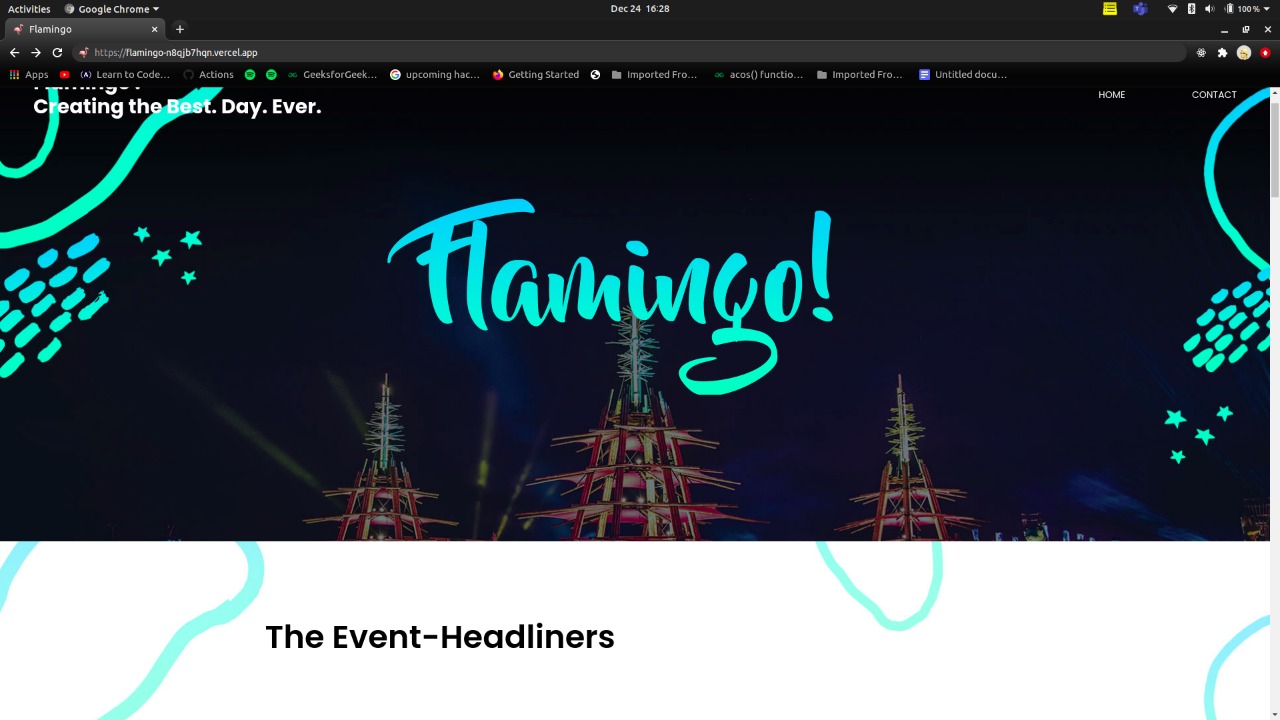 Activities Google Chrome Dec 24 16:28 100 %
Flamingo
https://flamingo-n8qjb7hqn.vercel.app
Apps Learn to Code… Actions GeeksforGeek… upcoming hac… Getting Started Imported Fro… acos() functio… Imported Fro… Untitled docu…
Flamingo!
Creating the Best. Day. Ever.
HOME CONTACT
Flamingo!
The Event-Headliners